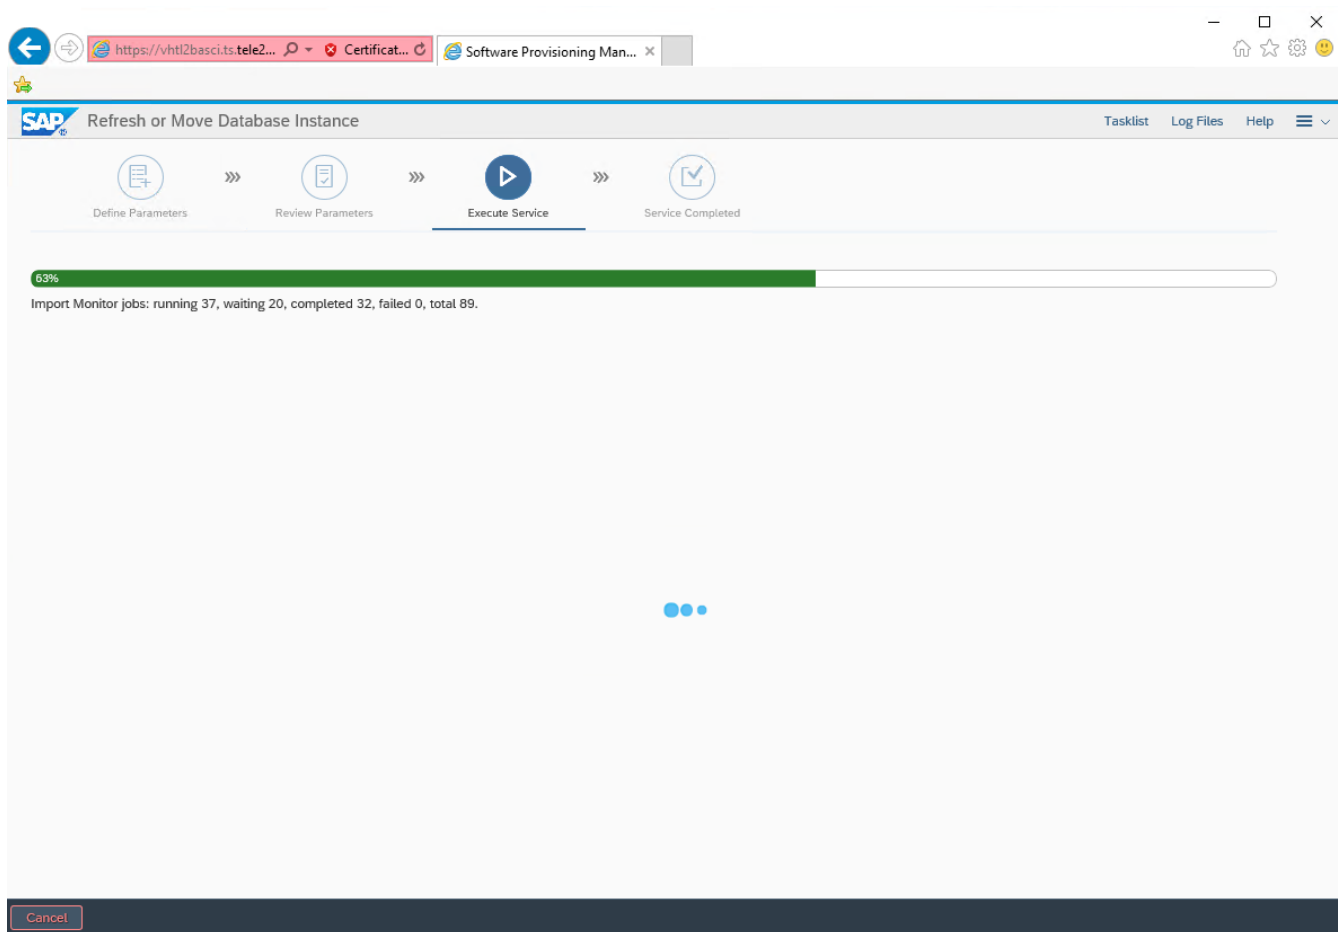 https://vhtl2basci.ts.tele2... Certificat... Software Provisioning Man...
SAP Refresh or Move Database Instance Tasklist Log Files Help
Define Parameters Review Parameters Execute Service Service Completed
63%
Import Monitor jobs: running 37, waiting 20, completed 32, failed 0, total 89.
Cancel